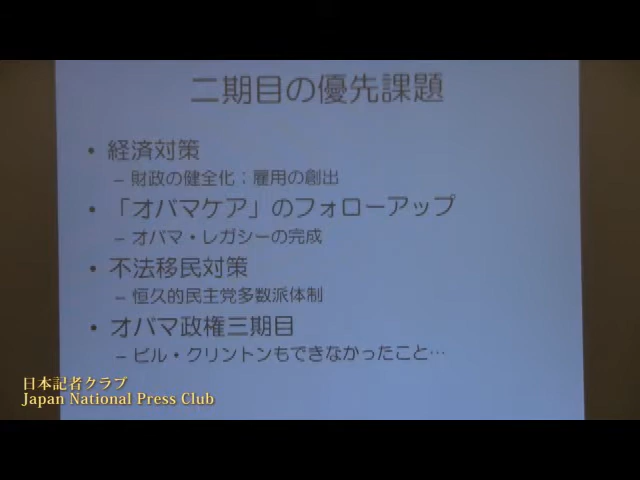 二期目の優先課題
• 経済対策
– 財政の健全化；雇用の創出
• 「オバマケア」のフォローアップ
– オバマ・レガシーの完成
• 不法移民対策
– 恒久的民主党多数派体制
• オバマ政権三期目
– ビル・クリントンもできなかったこと…
日本記者クラブ
Japan National Press Club